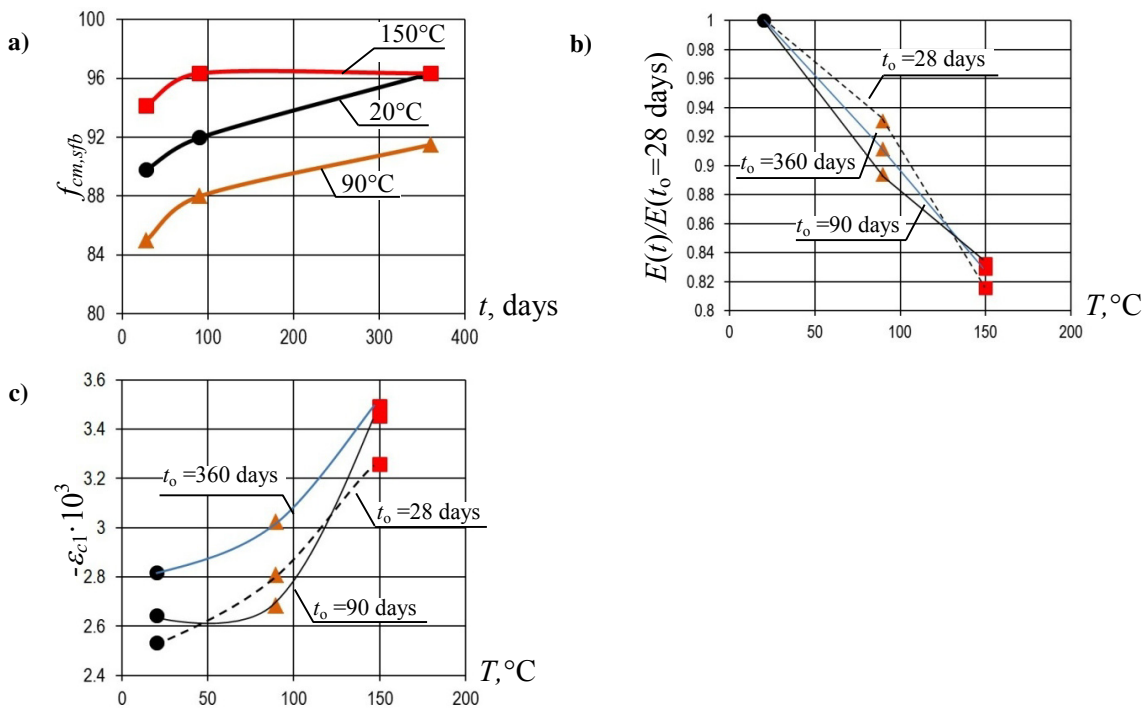 a)
f_{cm,sfb}
100
96
92
88
84
80
0
100
200
300
400
150°C
20°C
90°C
t, days
b)
E(t)/E(t_o=28 days)
1
0.98
0.96
0.94
0.92
0.9
0.88
0.86
0.84
0.82
0.8
0
50
100
150
200
t_o=28 days
t_o=360 days
t_o=90 days
T,°C
c)
-ε_{c1}·10^3
3.6
3.4
3.2
3
2.8
2.6
2.4
0
50
100
150
200
t_o=360 days
t_o=28 days
t_o=90 days
T,°C